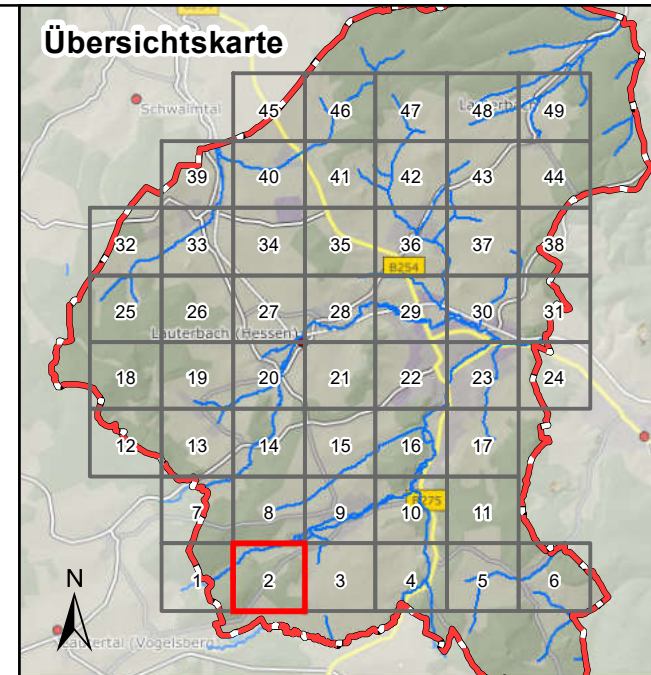 Übersichtskarte
Schwalmtal
45 46 47 48 49
39 40 41 42 43 44
32 33 34 35 36 37 38
B254
25 26 27 28 29 30 31
Lauterbach (Hessen)
18 19 20 21 22 23 24
12 13 14 15 16 17
7 8 9 10 11
B275
N
1 2 3 4 5 6
Lautertal (Vogelsberg)